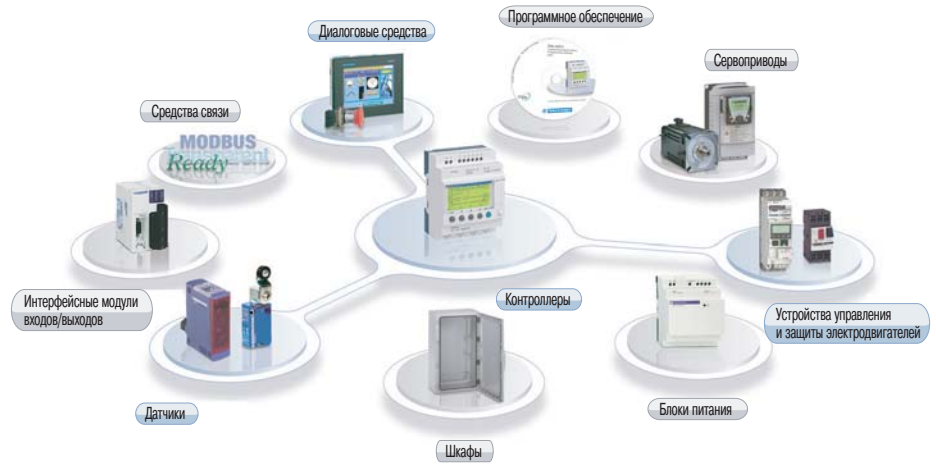 Программное обеспечение
Диалоговые средства
Сервоприводы
Средства связи
MODBUS
Transparent
Ready
Контроллеры
Интерфейсные модули
входов/выходов
Устройства управления
и защиты электродвигателей
Датчики
Блоки питания
Шкафы